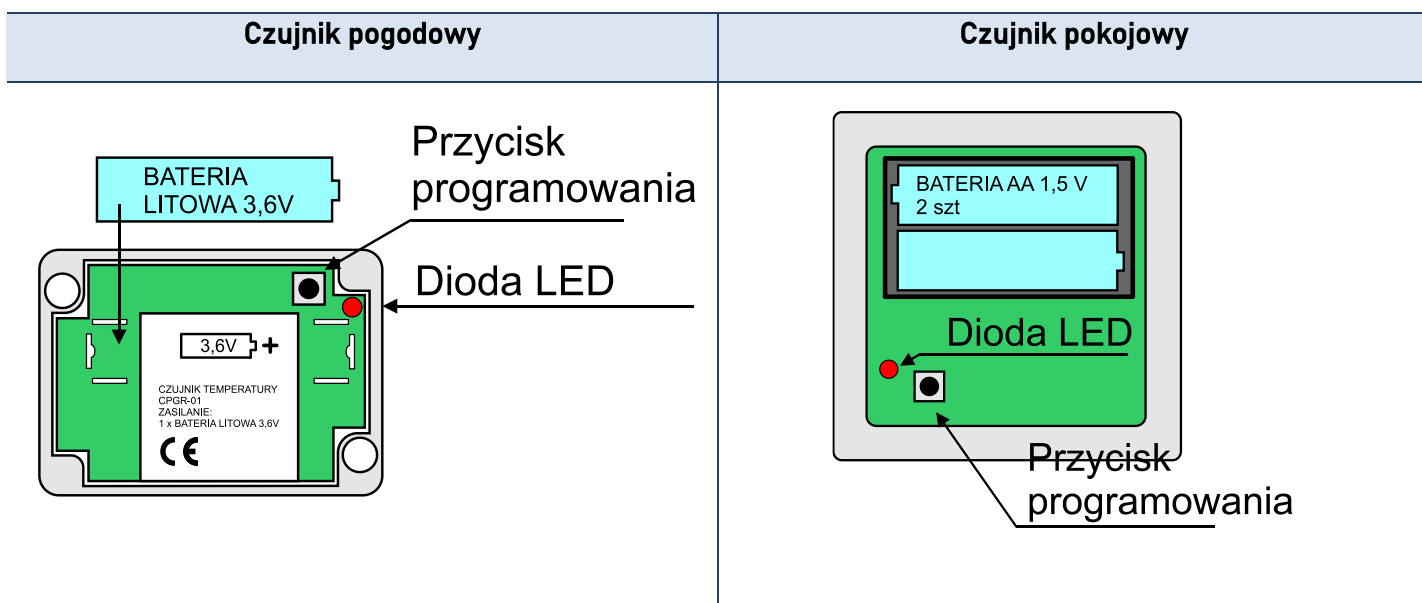 Czujnik pogodowy
Czujnik pokojowy
BATERIA
LITOWA 3,6V
Przycisk
programowania
Dioda LED
3,6V +
CZUJNIK TEMPERATURY
CPGR-01
ZASILANIE:
1 x BATERIA LITOWA 3,6V
CE
BATERIA AA 1,5 V
2 szt
Dioda LED
Przycisk
programowania